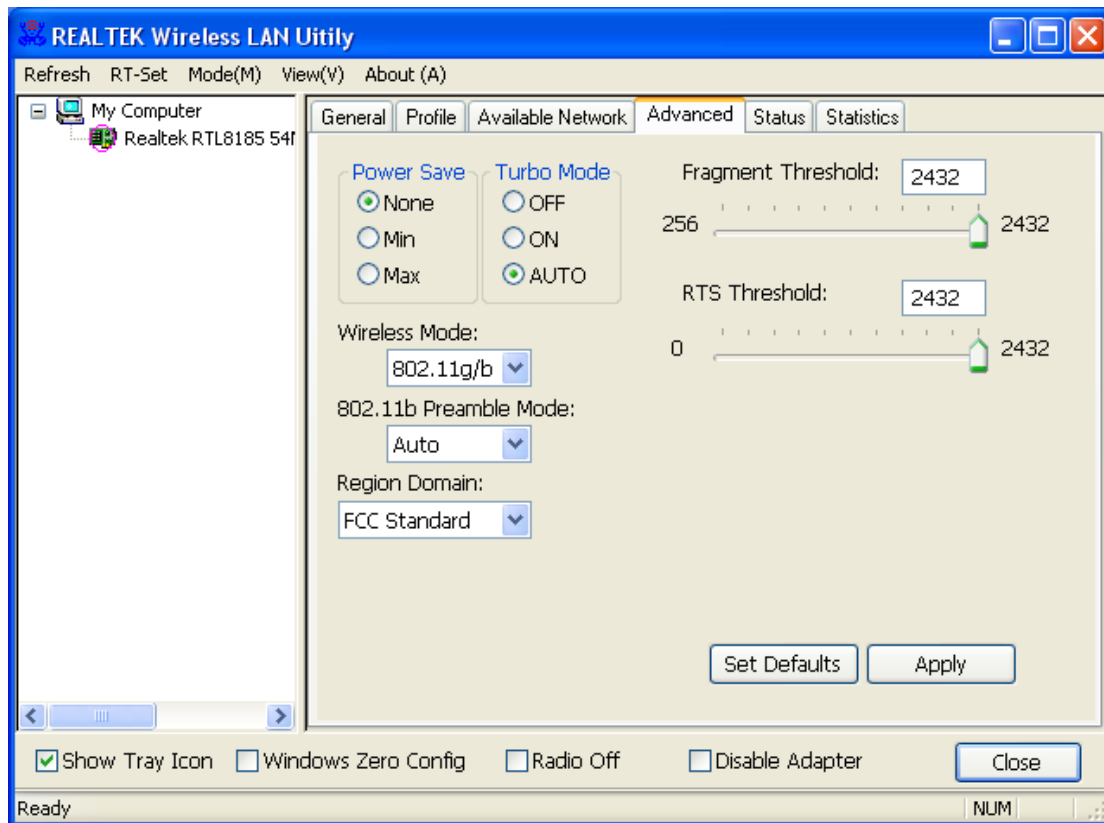 REALTEK Wireless LAN Uitily
Refresh RT-Set Mode(M) View(V) About (A)
My Computer
Realtek RTL8185 54
General Profile Available Network Advanced Status Statistics
Power Save
None
Min
Max
Turbo Mode
OFF
ON
AUTO
Wireless Mode:
802.11g/b
802.11b Preamble Mode:
Auto
Region Domain:
FCC Standard
Fragment Threshold: 2432
256 2432
RTS Threshold: 2432
0 2432
Set Defaults Apply
Show Tray Icon Windows Zero Config Radio Off Disable Adapter Close
Ready NUM